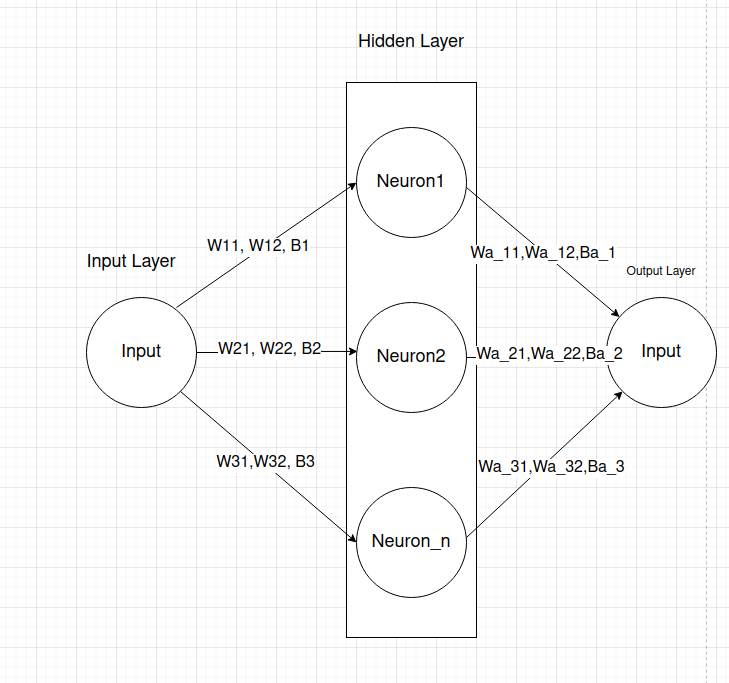 Hidden Layer
Neuron1
W11, W12, B1
Wa_11,Wa_12,Ba_1
Input Layer
Output Layer
Input
W21, W22, B2
Neuron2
Wa_21,Wa_22,Ba_2
Input
W31,W32, B3
Wa_31,Wa_32,Ba_3
Neuron_n